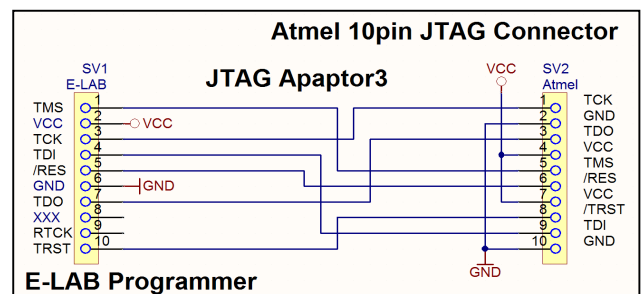 Atmel 10pin JTAG Connector
SV1
E-LAB
JTAG Apaptor3
VCC
SV2
Atmel
TMS 1
VCC 2 VCC
TCK 3
TDI 4
/RES 5
GND 6 GND
TDO 7
XXX 8
RTCK 9
TRST 10
1 TCK
2 GND
3 TDO
4 VCC
5 TMS
6 /RES
7 VCC
8 /TRST
9 TDI
10 GND
GND
E-LAB Programmer